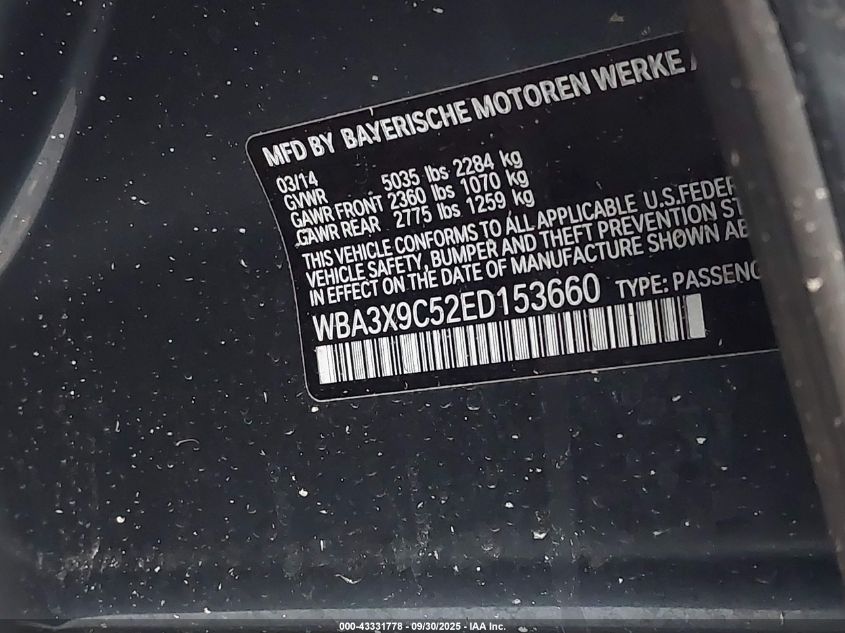 MFD BY BAYERISCHE MOTOREN WERKE
03/14
GVWR 5035 lbs 2284 kg
GAWR FRONT 2360 lbs 1070 kg
GAWR REAR 2775 lbs 1259 kg
THIS VEHICLE CONFORMS TO ALL APPLICABLE U.S.FEDER
VEHICLE SAFETY, BUMPER AND THEFT PREVENTION ST
IN EFFECT ON THE DATE OF MANUFACTURE SHOWN AB
WBA3X9C52ED153660 TYPE: PASSENG
000-43331778 - 09/30/2025 - IAA Inc.